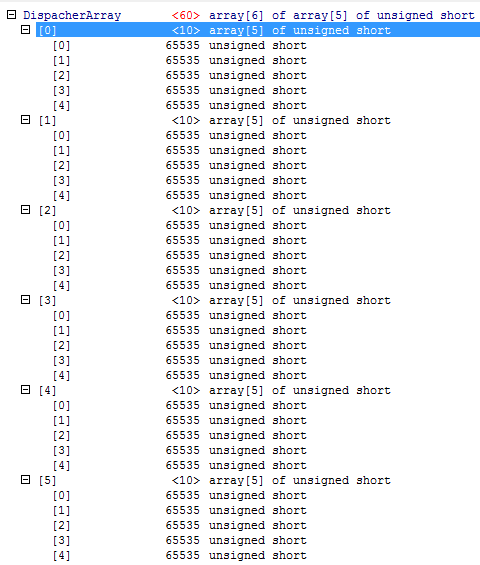 DispacherArray <60> array[6] of array[5] of unsigned short
[0] <10> array[5] of unsigned short
[0] 65535 unsigned short
[1] 65535 unsigned short
[2] 65535 unsigned short
[3] 65535 unsigned short
[4] 65535 unsigned short
[1] <10> array[5] of unsigned short
[0] 65535 unsigned short
[1] 65535 unsigned short
[2] 65535 unsigned short
[3] 65535 unsigned short
[4] 65535 unsigned short
[2] <10> array[5] of unsigned short
[0] 65535 unsigned short
[1] 65535 unsigned short
[2] 65535 unsigned short
[3] 65535 unsigned short
[4] 65535 unsigned short
[3] <10> array[5] of unsigned short
[0] 65535 unsigned short
[1] 65535 unsigned short
[2] 65535 unsigned short
[3] 65535 unsigned short
[4] 65535 unsigned short
[4] <10> array[5] of unsigned short
[0] 65535 unsigned short
[1] 65535 unsigned short
[2] 65535 unsigned short
[3] 65535 unsigned short
[4] 65535 unsigned short
[5] <10> array[5] of unsigned short
[0] 65535 unsigned short
[1] 65535 unsigned short
[2] 65535 unsigned short
[3] 65535 unsigned short
[4] 65535 unsigned short